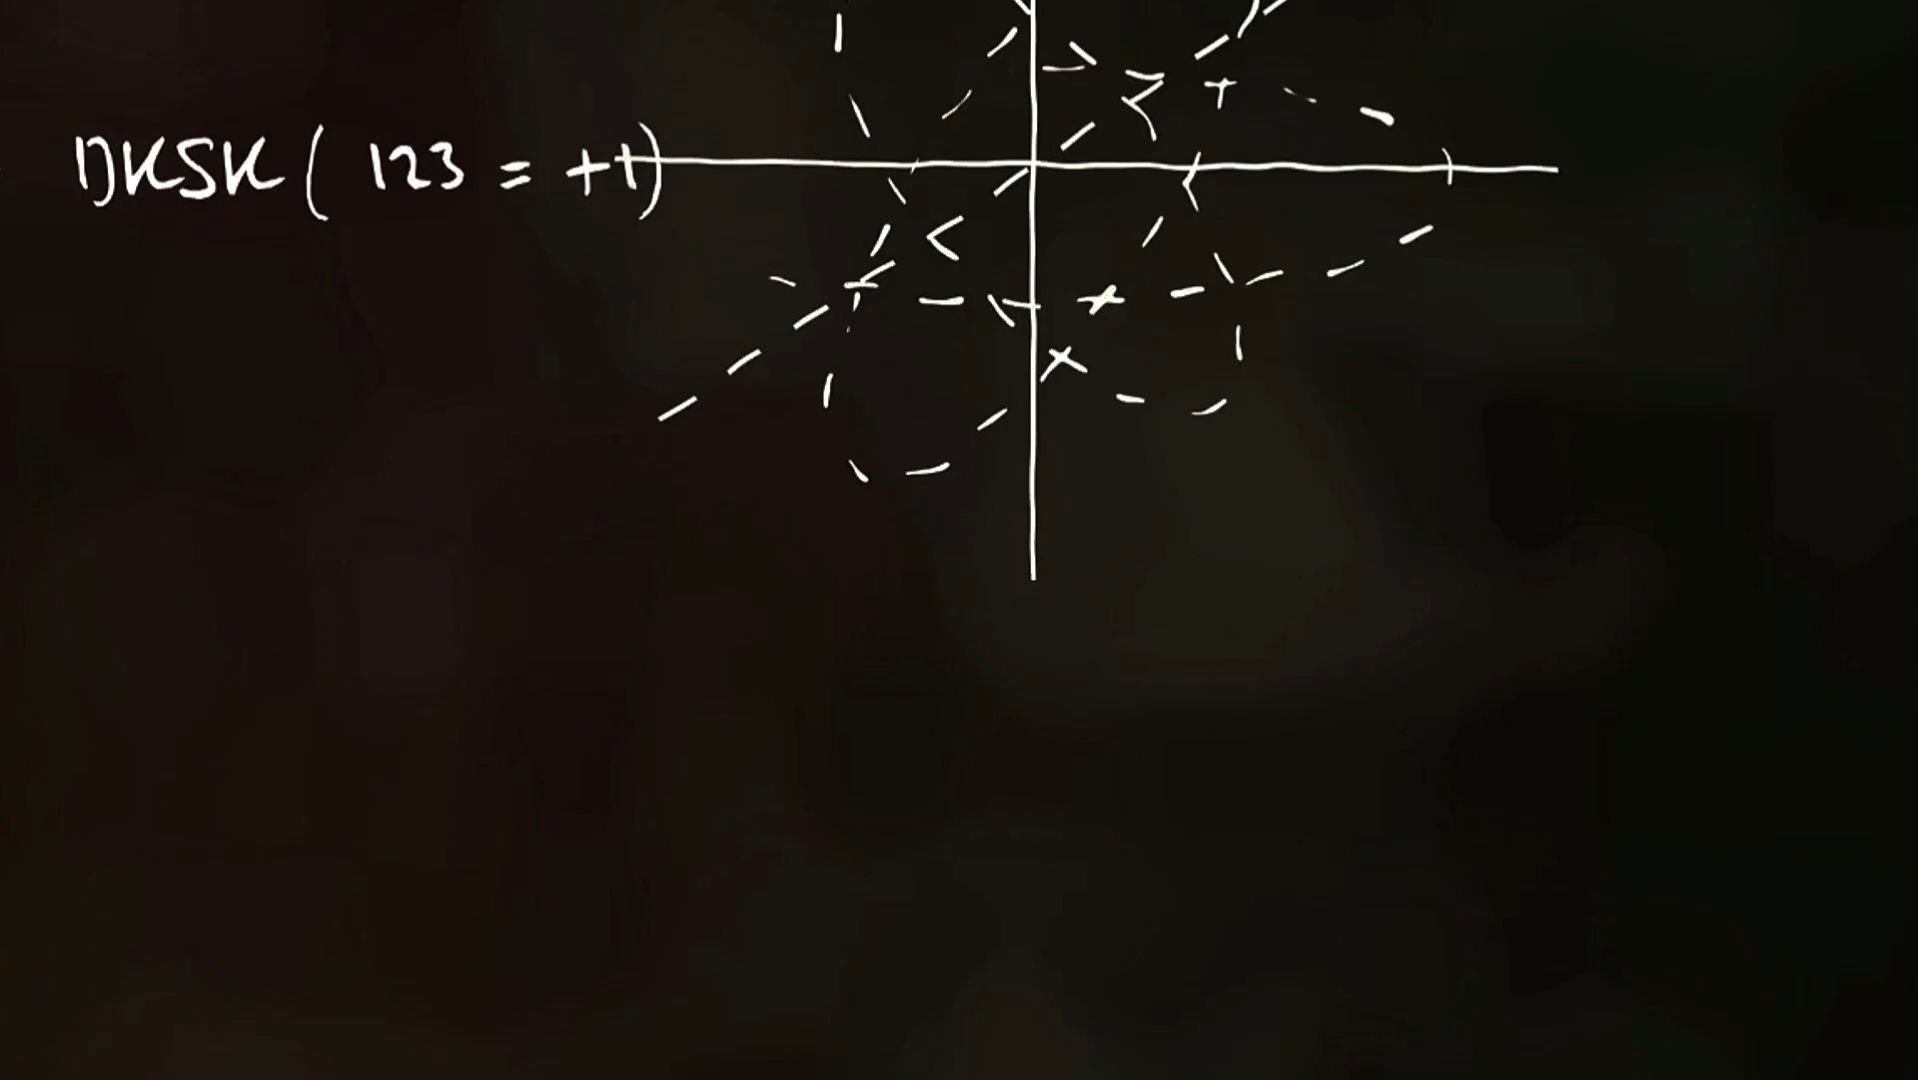 DKSK ( 123 = +1)